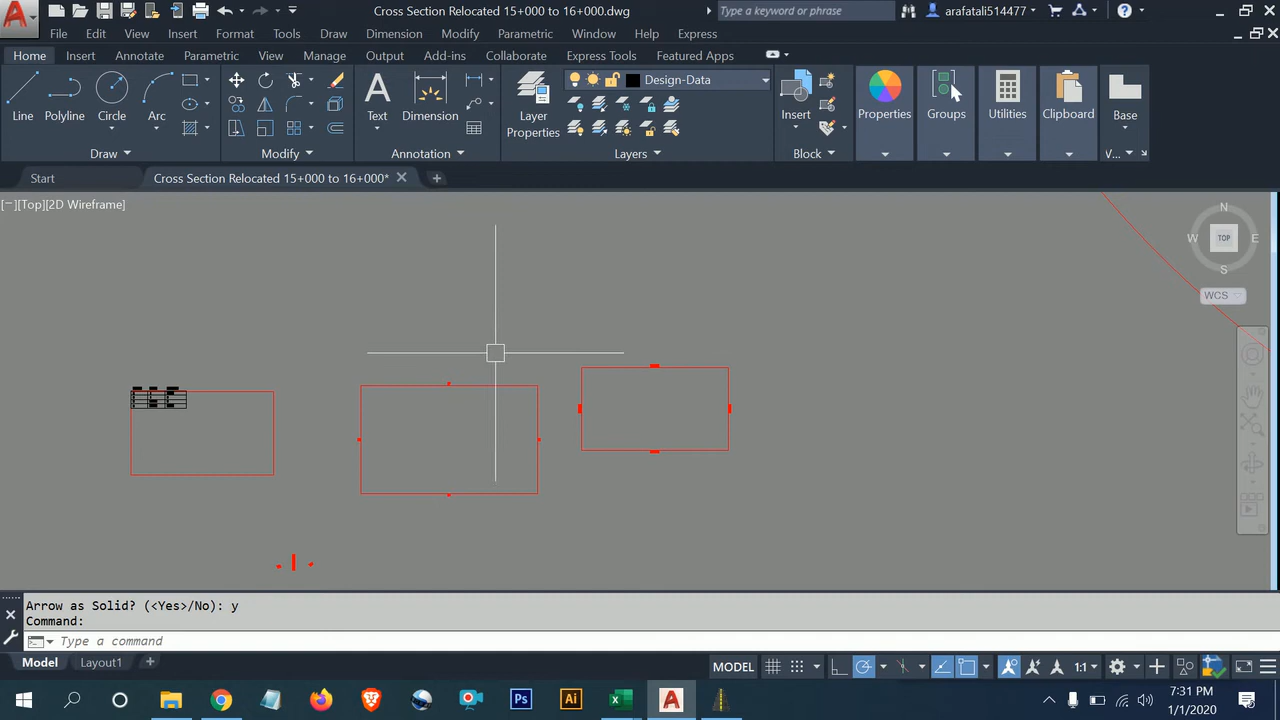 Cross Section Relocated 15+000 to 16+000.dwg
Type a keyword or phrase
arafatali514477
File Edit View Insert Format Tools Draw Dimension Modify Parametric Window Help Express
Home Insert Annotate Parametric View Manage Output Add-ins Collaborate Express Tools Featured Apps
Design-Data
Line Polyline Circle Arc
Text Dimension
Layer Properties
Insert
Properties Groups Utilities Clipboard Base
Draw Modify Annotation Layers Block V...
Start Cross Section Relocated 15+000 to 16+000*
[−][Top][2D Wireframe]
N
W TOP E
S
WCS
Arrow as Solid? (<Yes>/No): y
Command:
Type a command
Model Layout1
MODEL 1:1
Ps Ai
7:31 PM
1/1/2020